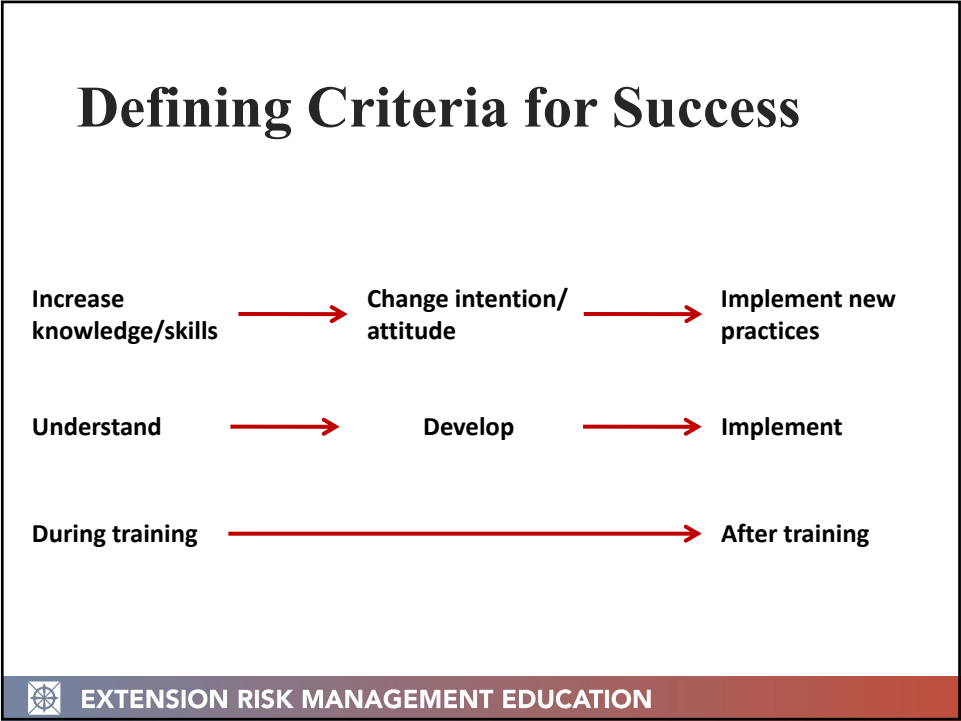 Defining Criteria for Success
Increase
knowledge/skills
Change intention/
attitude
Implement new
practices
Understand
Develop
Implement
During training
After training
EXTENSION RISK MANAGEMENT EDUCATION